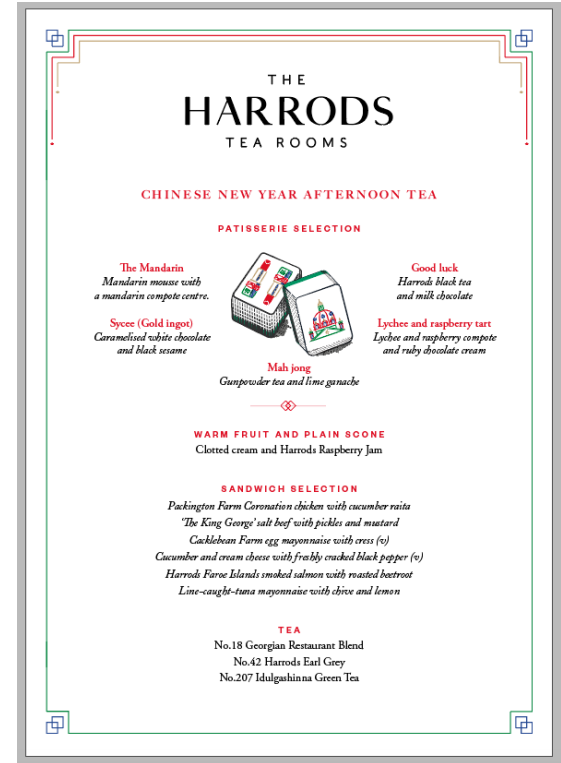 THE
HARRODS
TEA ROOMS
CHINESE NEW YEAR AFTERNOON TEA
PATISSERIE SELECTION
The Mandarin
Mandarin mousse with
a mandarin compote centre.
Good luck
Harrods black tea
and milk chocolate
Sycee (Gold ingot)
Caramelised white chocolate
and black sesame
Lychee and raspberry tart
Lychee and raspberry compote
and ruby chocolate cream
Mah jong
Gunpowder tea and lime ganache
WARM FRUIT AND PLAIN SCONE
Clotted cream and Harrods Raspberry Jam
SANDWICH SELECTION
Packington Farm Coronation chicken with cucumber raita
'The King George' salt beef with pickles and mustard
Cacklebean Farm egg mayonnaise with cress (v)
Cucumber and cream cheese with freshly cracked black pepper (v)
Harrods Faroe Islands smoked salmon with roasted beetroot
Line-caught-tuna mayonnaise with chive and lemon
TEA
No.18 Georgian Restaurant Blend
No.42 Harrods Earl Grey
No.207 Idulgashinna Green Tea